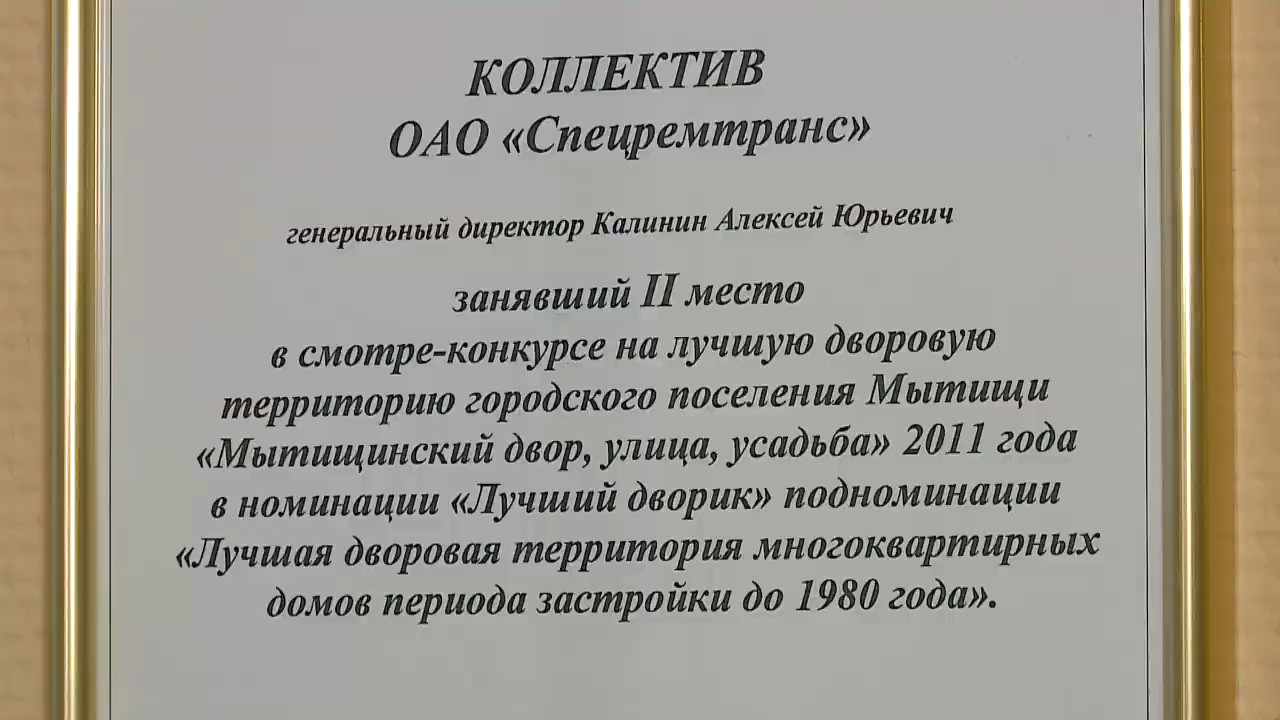 КОЛЛЕКТИВ
ОАО «Спецремтранс»
генеральный директор Калинин Алексей Юрьевич
занявший II место
в смотре-конкурсе на лучшую дворовую
территорию городского поселения Мытищи
«Мытищинский двор, улица, усадьба» 2011 года
в номинации «Лучший дворик» подноминации
«Лучшая дворовая территория многоквартирных
домов периода застройки до 1980 года».